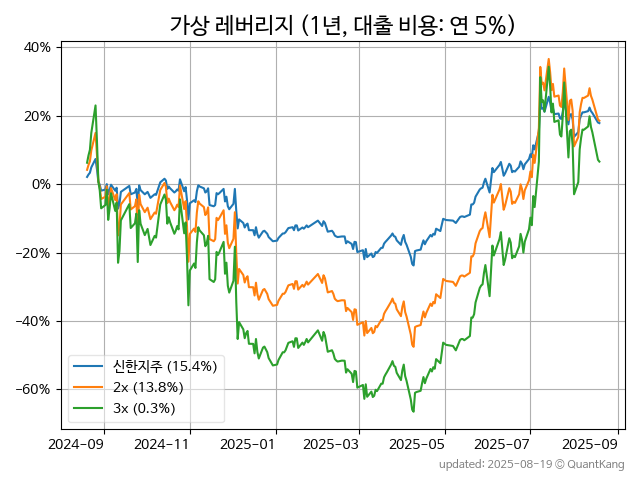 가상 레버리지 (1년, 대출 비용: 연 5%)
40%
20%
0%
−20%
−40%
−60%
신한지주 (15.4%)
2x (13.8%)
3x (0.3%)
2024-09 2024-11 2025-01 2025-03 2025-05 2025-07 2025-09
updated: 2025-08-19 © QuantKang